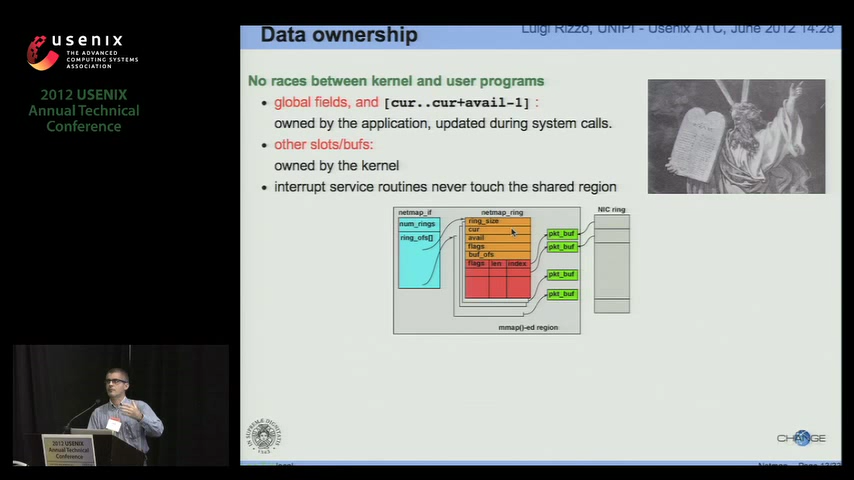 usenix
THE ADVANCED
COMPUTING SYSTEMS
ASSOCIATION
2012 USENIX
Annual Technical
Conference
Luigi Rizzo, UNIPI - Usenix ATC, June 2012 14:28
Data ownership
No races between kernel and user programs
• global fields, and [cur..cur+avail-1] :
owned by the application, updated during system calls.
• other slots/bufs:
owned by the kernel
• interrupt service routines never touch the shared region
netmap_if
num_rings
ring_ofs[]
netmap_ring
ring_size
cur
avail
flags
buf_ofs
flags len index
pkt_buf
pkt_buf
pkt_buf
pkt_buf
NIC ring
mmap()-ed region
CHANGE
2012 USENIX
Annual Technical
Conference